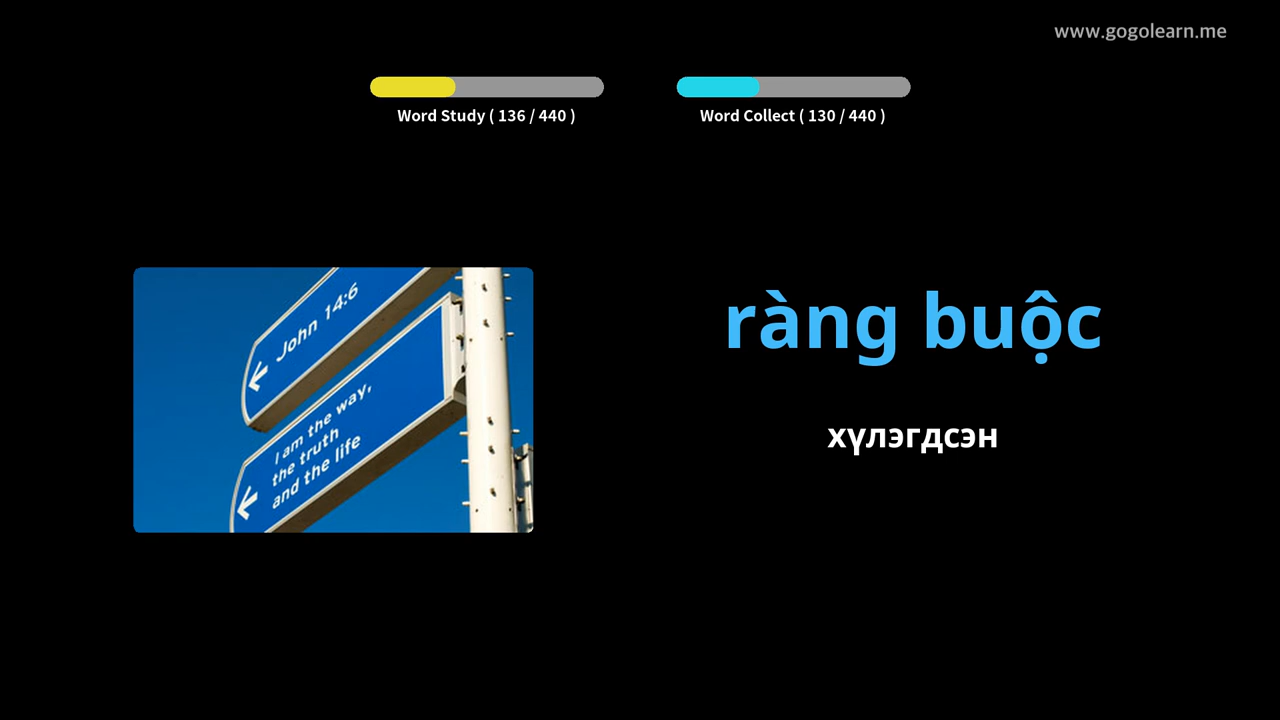 www.gogolearn.me
Word Study ( 136 / 440 )
Word Collect ( 130 / 440 )
John 14:6
I am the way,
the truth
and the life
ràng buộc
хүлэгдсэн